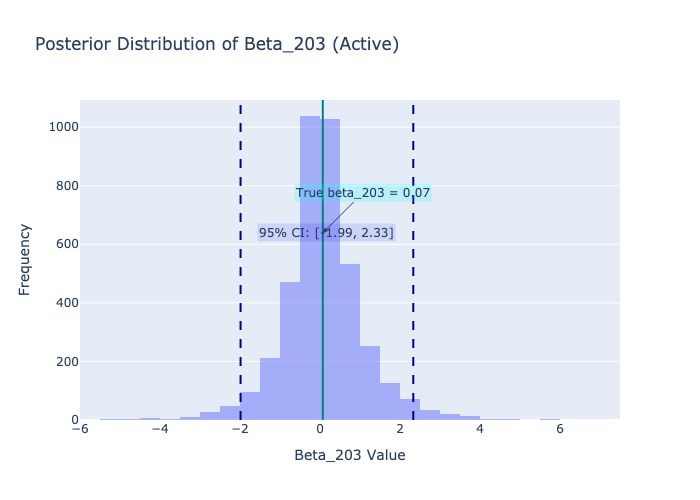 Posterior Distribution of Beta_203 (Active)
1000
800
600
400
200
0
Frequency
True beta_203 = 0.07
95% CI: [-1.99, 2.33]
−6
−4
−2
0
2
4
6
Beta_203 Value